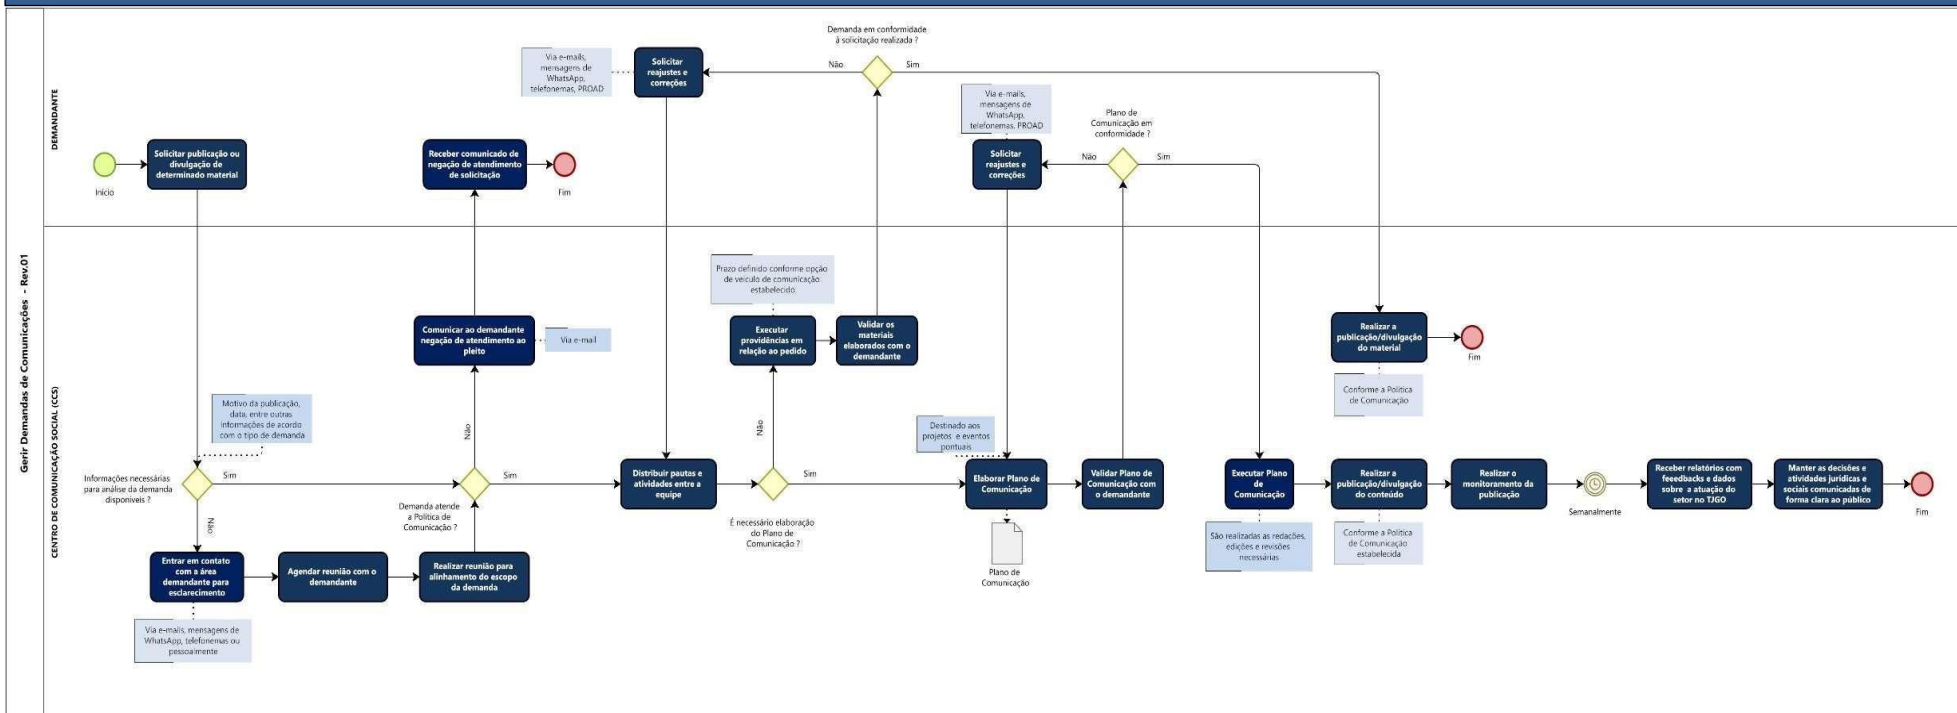 Gerir Demandas de Comunicações - Rev.01
DEMANDANTE
Início
Solicitar publicação ou
divulgação de
determinado material
Receber comunicado de
negação de atendimento
de solicitação
Fim
Via e-mails,
mensagens de
WhatsApp,
telefonemas, PROAD
Solicitar
reajustes e
correções
Não
Demanda em conformidade
à solicitação realizada ?
Sim
Via e-mails,
mensagens de
WhatsApp,
telefonemas, PROAD
Solicitar
reajustes e
correções
Não
Plano de
Comunicação em
conformidade ?
Sim
CENTRO DE COMUNICAÇÃO SOCIAL (CCS)
Motivo da publicação,
data, entre outras
informações de acordo
com o tipo de demanda
Informações necessárias
para análise da demanda
disponíveis ?
Sim
Não
Entrar em contato
com a área
demandante para
esclarecimento
Via e-mails, mensagens de
WhatsApp, telefonemas ou
pessoalmente
Agendar reunião com o
demandante
Realizar reunião para
alinhamento do escopo
da demanda
Demanda atende
a Política de
Comunicação ?
Não
Sim
Comunicar ao demandante
negação de atendimento ao
pleito
Via e-mail
Distribuir pautas e
atividades entre a
equipe
É necessário elaboração
do Plano de
Comunicação ?
Não
Sim
Prazo definido conforme opção
de veículo de comunicação
estabelecido
Executar
providências em
relação ao pedido
Validar os
materiais
elaborados com o
demandante
Destinado aos
projetos e eventos
pontuais
Elaborar Plano de
Comunicação
Plano de
Comunicação
Validar Plano de
Comunicação com
o demandante
Realizar a
publicação/divulgação
do material
Fim
Conforme a Política
de Comunicação
Executar Plano
de
Comunicação
São realizadas as redações,
edições e revisões
necessárias
Realizar a
publicação/divulgação
do conteúdo
Conforme a Política
de Comunicação
estabelecida
Realizar o
monitoramento da
publicação
Semanalmente
Receber relatórios com
feeedbacks e dados
sobre a atuação do
setor no TJGO
Manter as decisões e
atividades jurídicas e
sociais comunicadas de
forma clara ao público
Fim